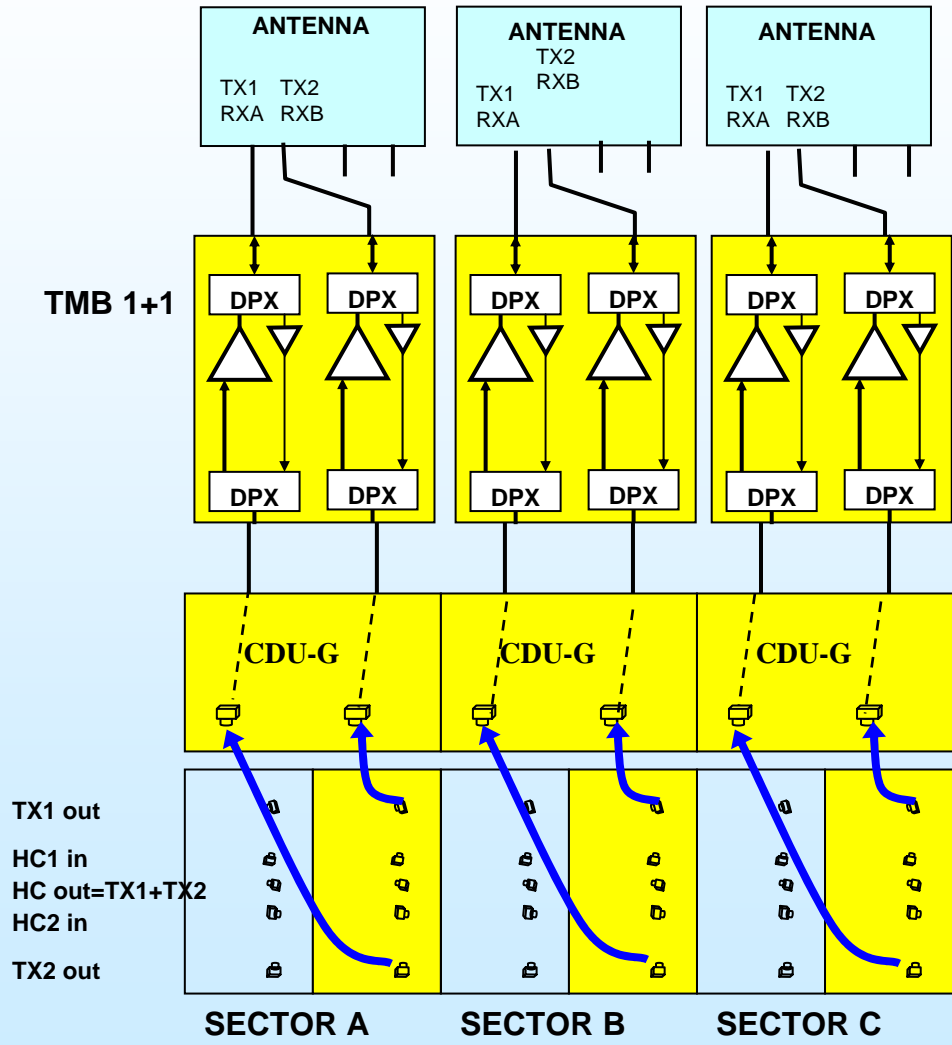 ANTENNA
TX1 TX2
RXA RXB
ANTENNA
TX2
RXB
TX1
RXA
ANTENNA
TX1 TX2
RXA RXB
TMB 1+1
DPX DPX DPX DPX DPX DPX
DPX DPX DPX DPX DPX DPX
CDU-G CDU-G CDU-G
TX1 out
HC1 in
HC out=TX1+TX2
HC2 in
TX2 out
SECTOR A SECTOR B SECTOR C